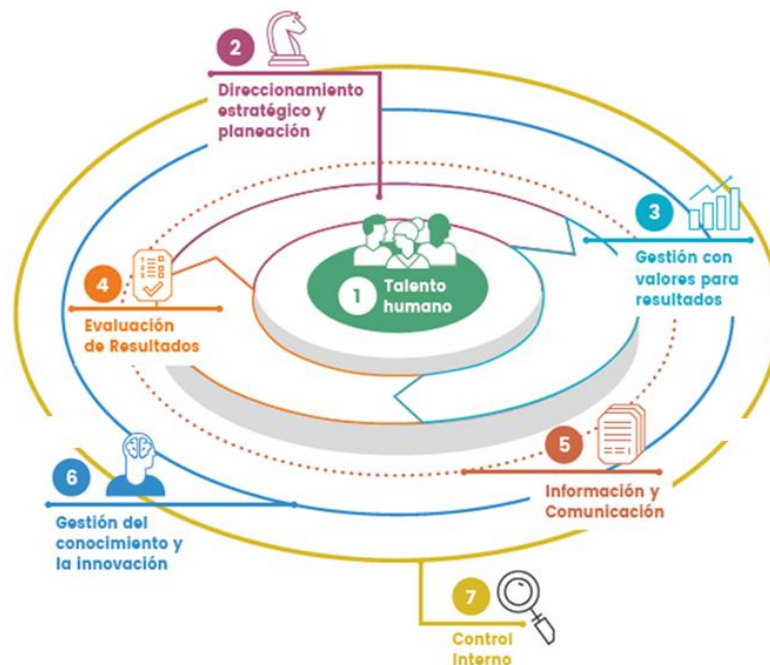 2
Direccionamiento
estratégico y
planeación
3
Gestión con
valores para
resultados
1
Talento
humano
4
Evaluación
de Resultados
5
Información y
Comunicación
6
Gestión del
conocimiento y
la innovación
7
Control
Interno